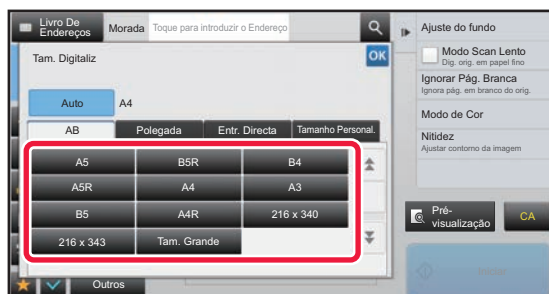 Livro De
Endereços
Morada
Toque para introduzir o Endereço
Tam. Digitaliz
OK
Auto
A4
AB
Polegada
Entr. Directa
Tamanho Personal.
A5
B5R
B4
A5R
A4
A3
B5
A4R
216 x 340
216 x 343
Tam. Grande
Outros
Ajuste do fundo
Modo Scan Lento
Dig. orig. em papel fino
Ignorar Pág. Branca
Ignora pág. em branco do orig.
Modo de Cor
Nitidez
Ajustar contorno da imagem
Pré-
visualização
CA